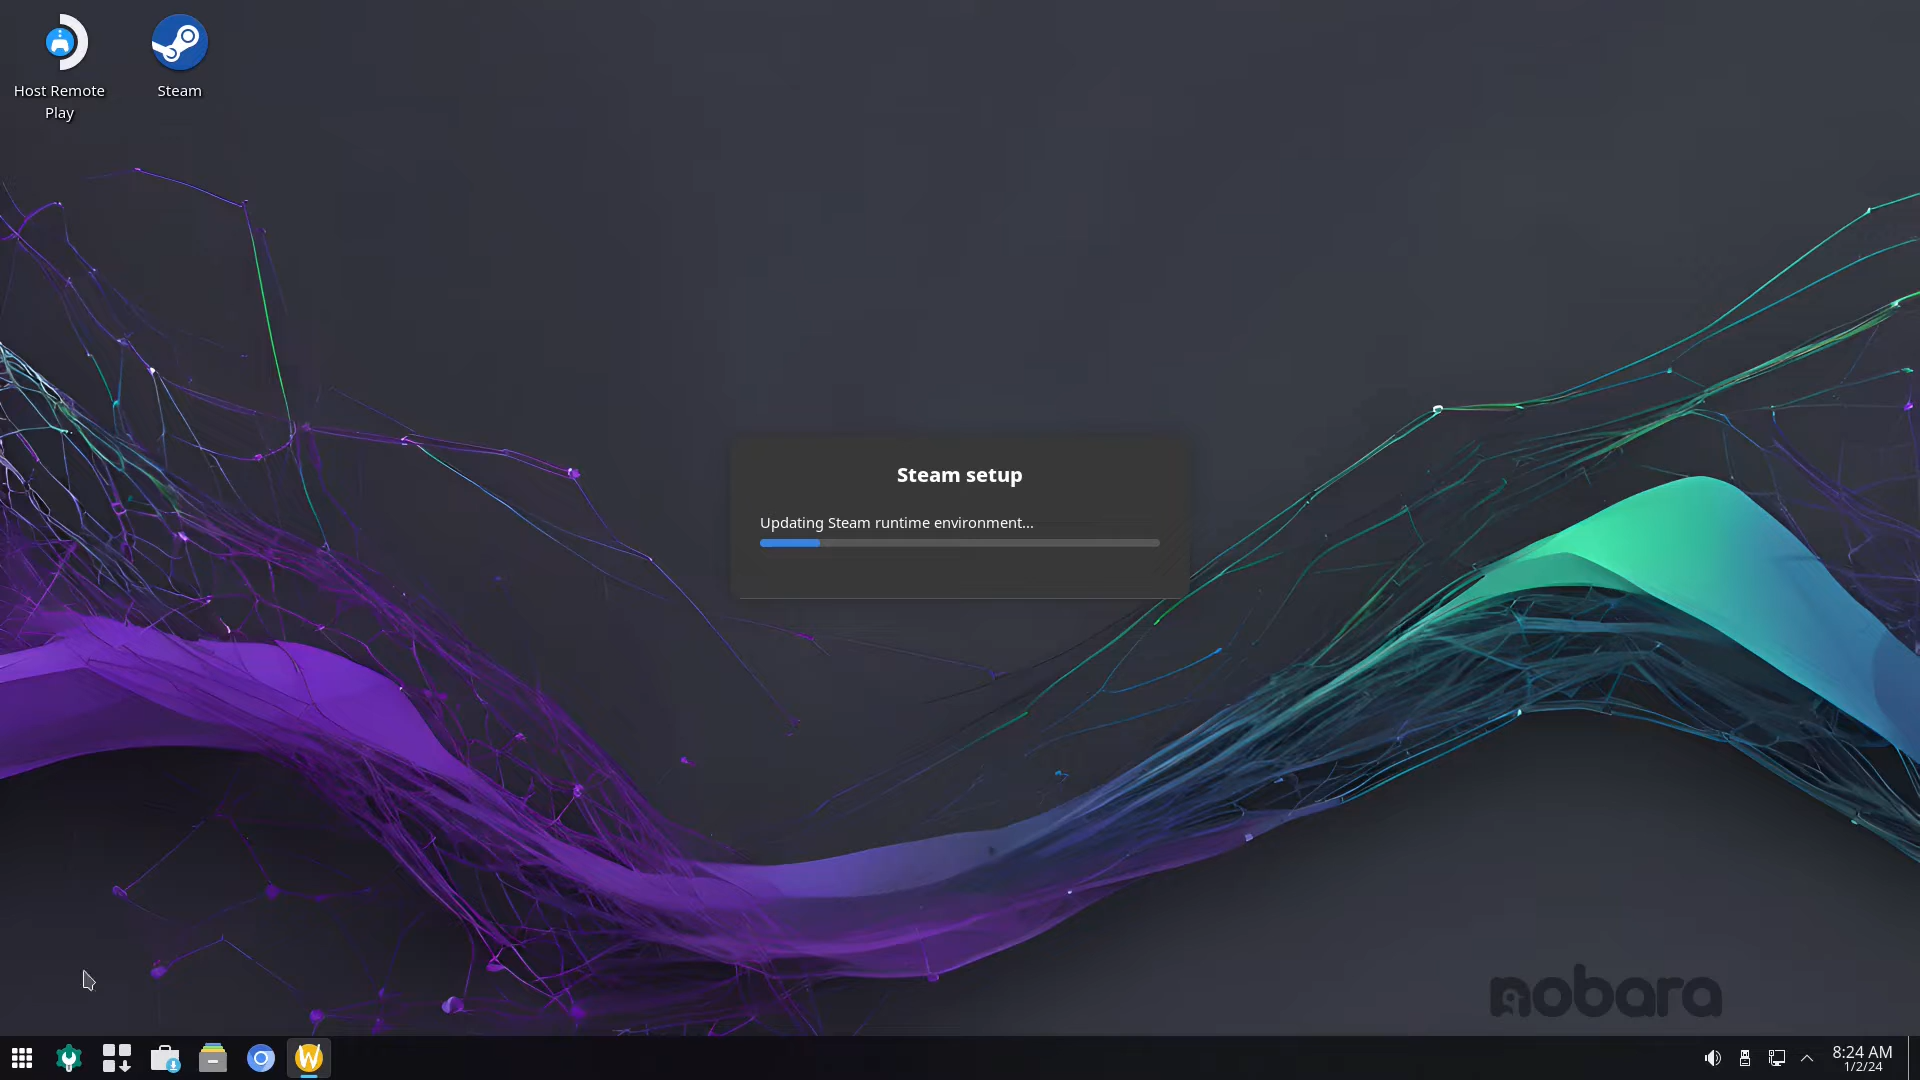 Host Remote
Play
Steam
Steam setup
Updating Steam runtime environment...
nobara
8:24 AM
1/2/24